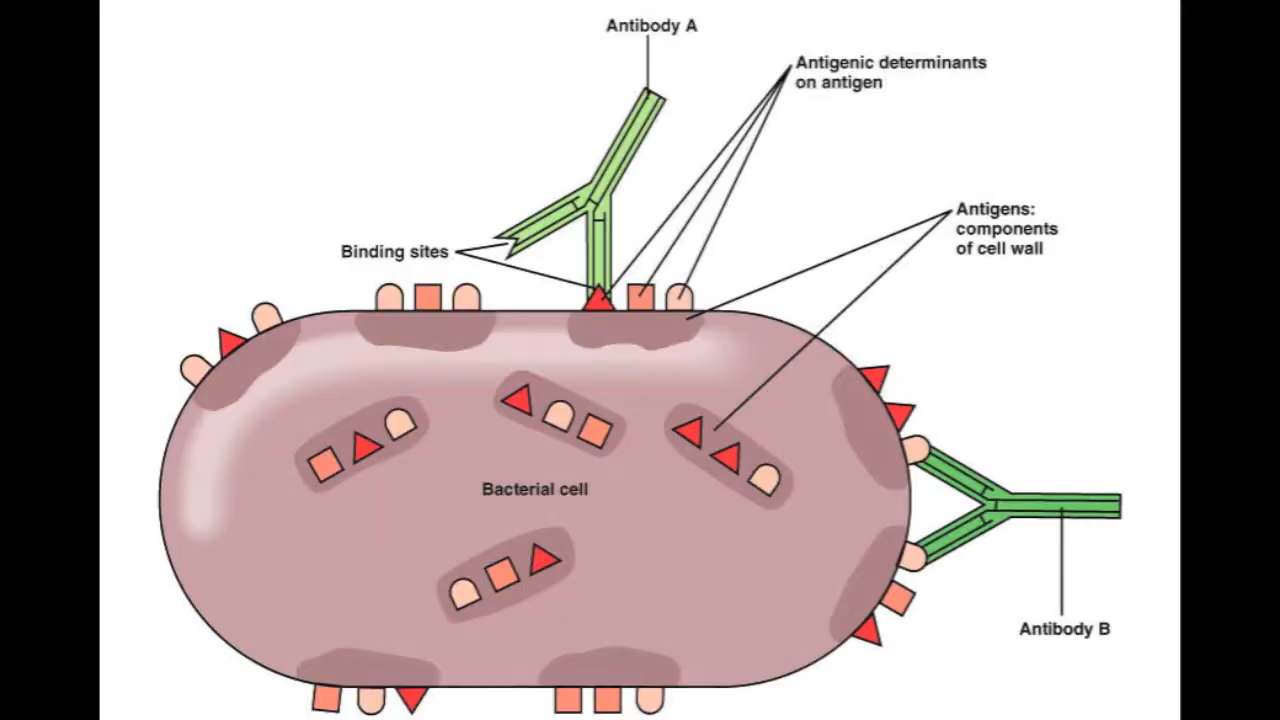 Antibody A
Antigenic determinants
on antigen
Antigens:
components
of cell wall
Binding sites
Bacterial cell
Antibody B